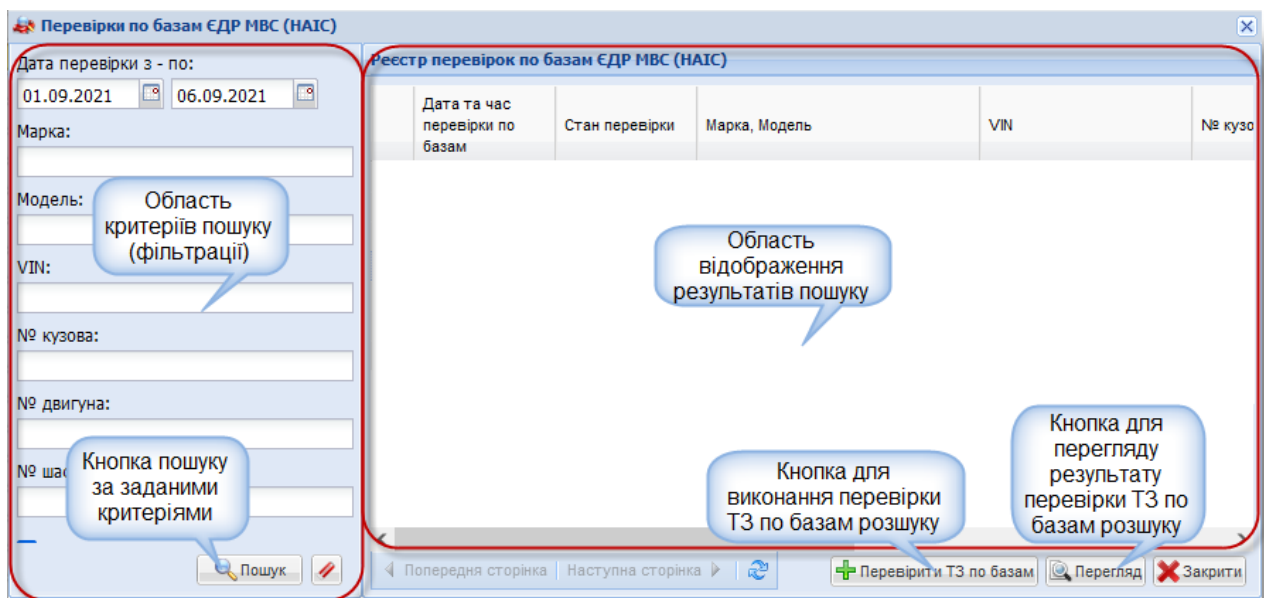 Перевірки по базам ЄДР МВС (НАІС)
Дата перевірки з - по:
01.09.2021
06.09.2021
Марка:
Модель:
VIN:
№ кузова:
№ двигуна:
№ шас
Пошук
Область
критеріїв пошуку
(фільтрації)
Кнопка пошуку
за заданими
критеріями
Реєстр перевірок по базам ЄДР МВС (НАІС)
Дата та час
перевірки по
базам
Стан перевірки
Марка, Модель
VIN
№ кузо
Область
відображення
результатів пошуку
Кнопка для
виконання перевірки
ТЗ по базам розшуку
Кнопка для
перегляду
результату
перевірки ТЗ по
базам розшуку
Попередня сторінка
Наступна сторінка
Перевірити ТЗ по базам
Перегляд
Закрити